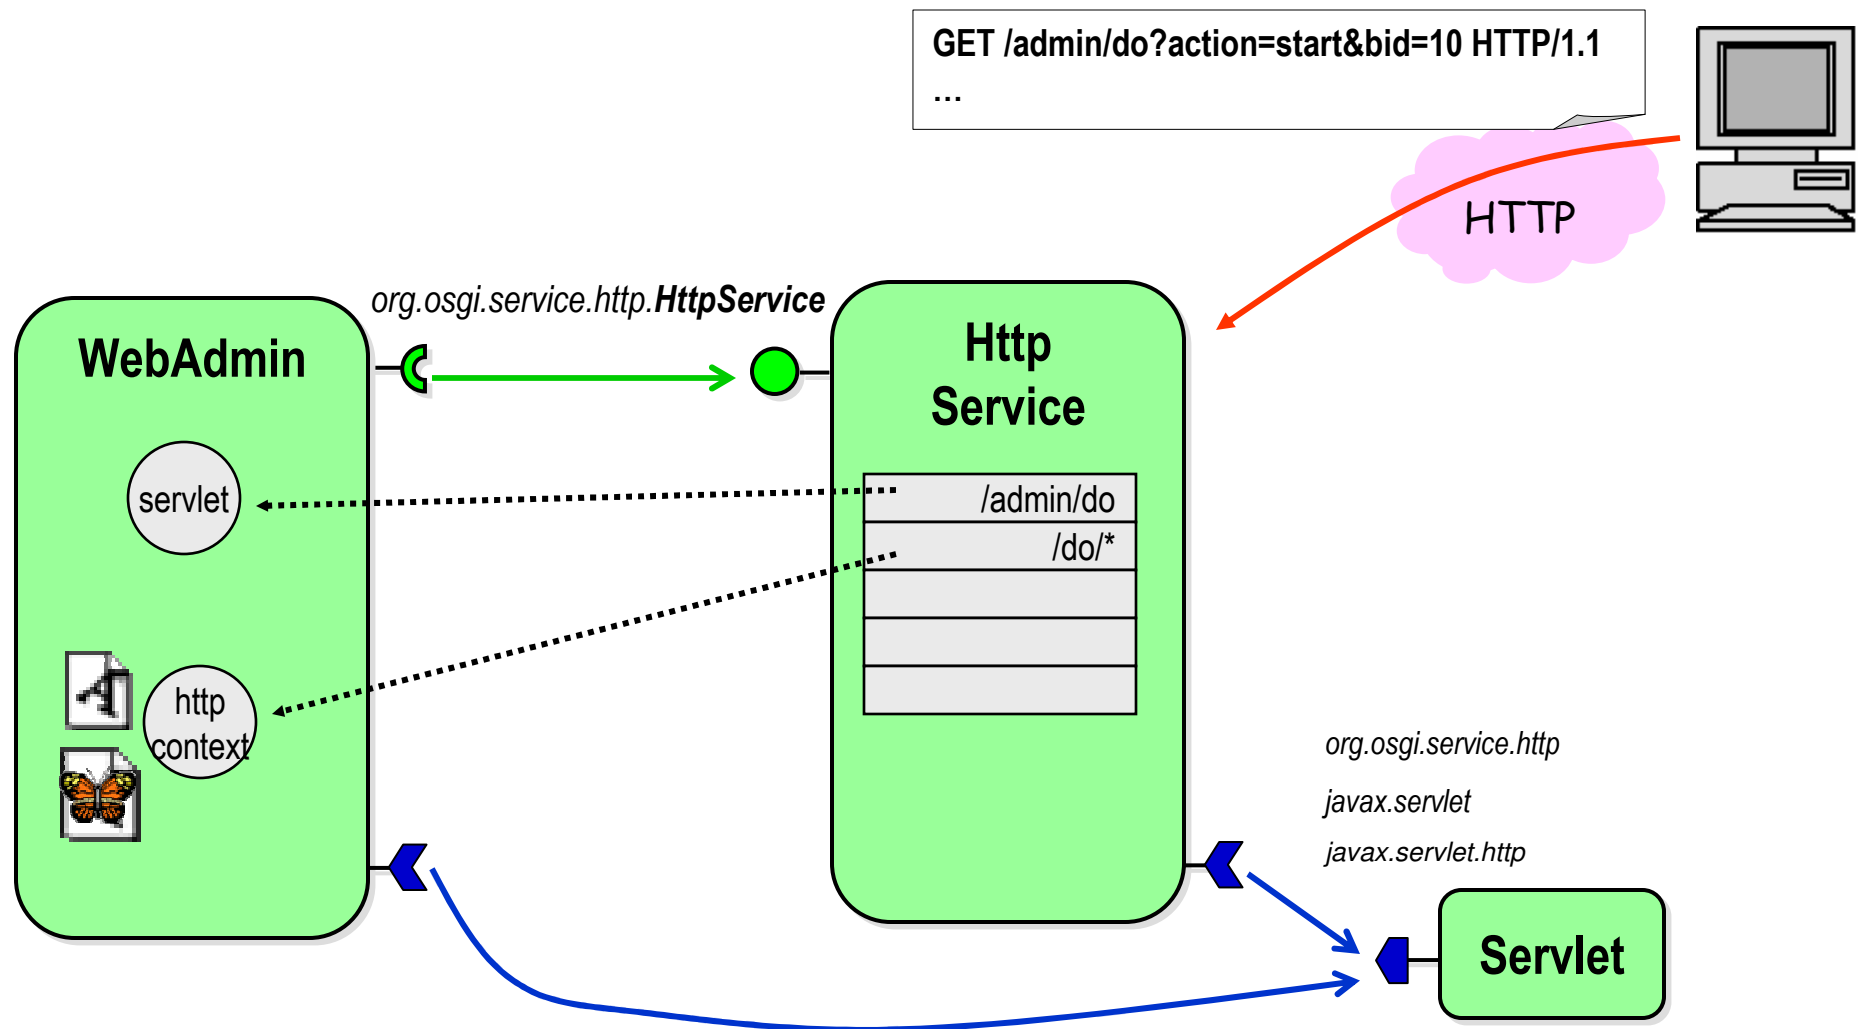 GET /admin/do?action=start&bid=10 HTTP/1.1
…
HTTP
org.osgi.service.http.HttpService
WebAdmin
Http
Service
servlet
/admin/do
/do/*
http
context
org.osgi.service.http
javax.servlet
javax.servlet.http
Servlet